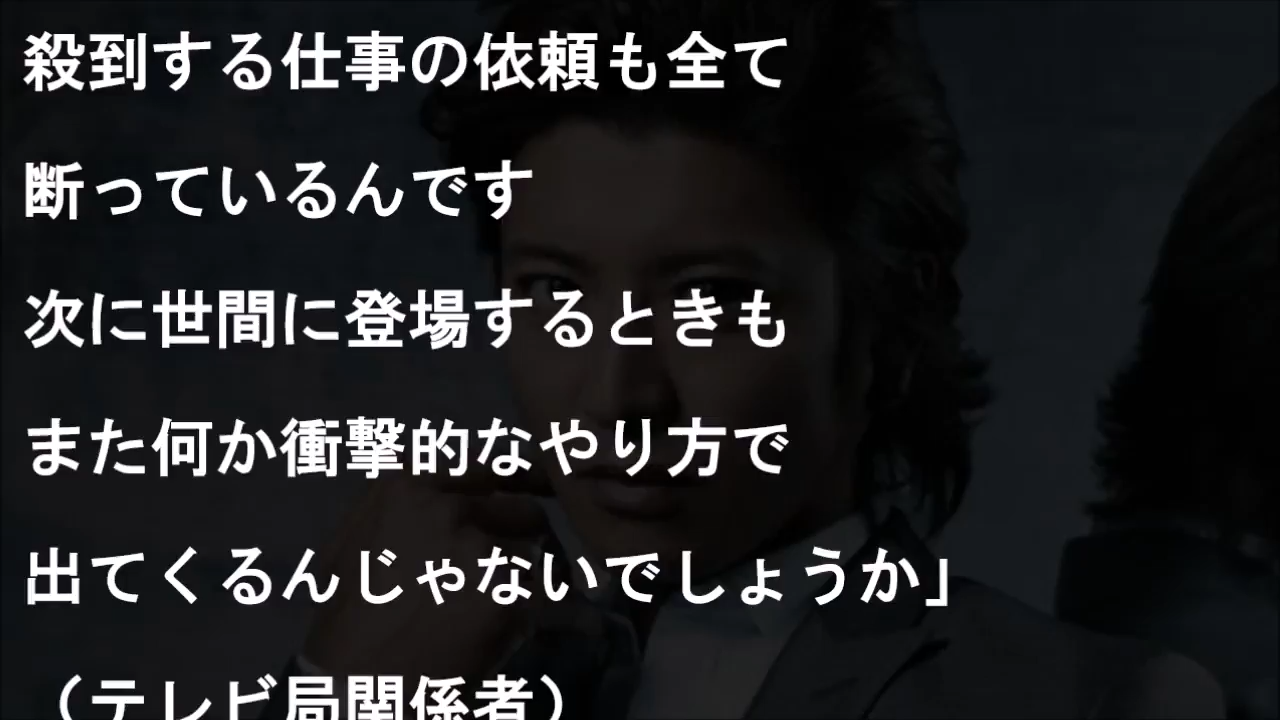 殺到する仕事の依頼も全て
断っているんです
次に世間に登場するときも
また何か衝撃的なやり方で
出てくるんじゃないでしょうか」
（テレビ局関係者）